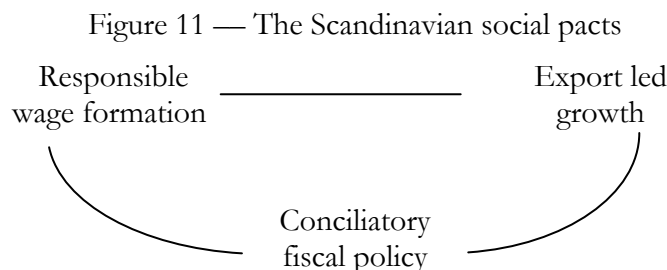 Figure 11 — The Scandinavian social pacts
Responsible
wage formation
Export led
growth
Conciliatory
fiscal policy